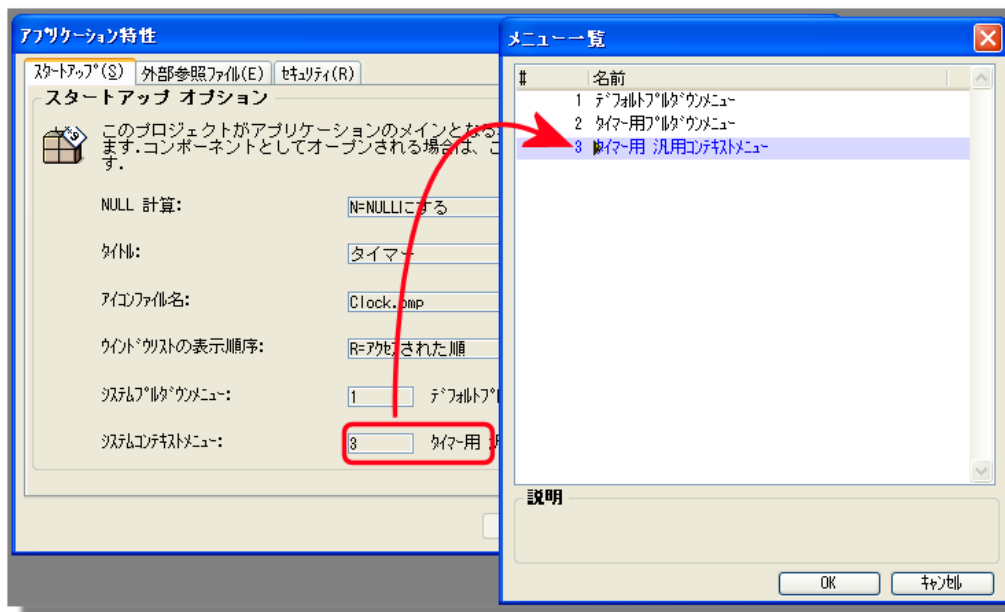 アプリケーション特性
スタートアップ(S)
外部参照ファイル(E)
セキュリティ(R)
スタートアップ オプション
このプロジェクトがアプリケーションのメインとなる
ます.コンポーネントとしてオープンされる場合は、こ
す.
NULL 計算:
N=NULLにする
タイトル:
タイマー
アイコンファイル名:
Clock.bmp
ウインドウリストの表示順序:
R=アクセスされた順
システムプルダウンメニュー:
1 デフォルトプル
システムコンテキストメニュー:
3 タイマー用
メニュー一覧
# 名前
1 デフォルトプルダウンメニュー
2 タイマー用プルダウンメニュー
3 タイマー用 汎用コンテキストメニュー
説明
OK
キャンセル